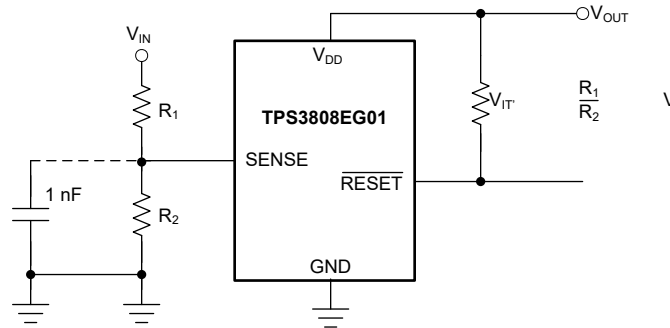 V_IN
V_OUT
V_DD
R_1
TPS3808EG01
V_IT'
R_1
R_2
V
SENSE
RESET
1 nF
R_2
GND